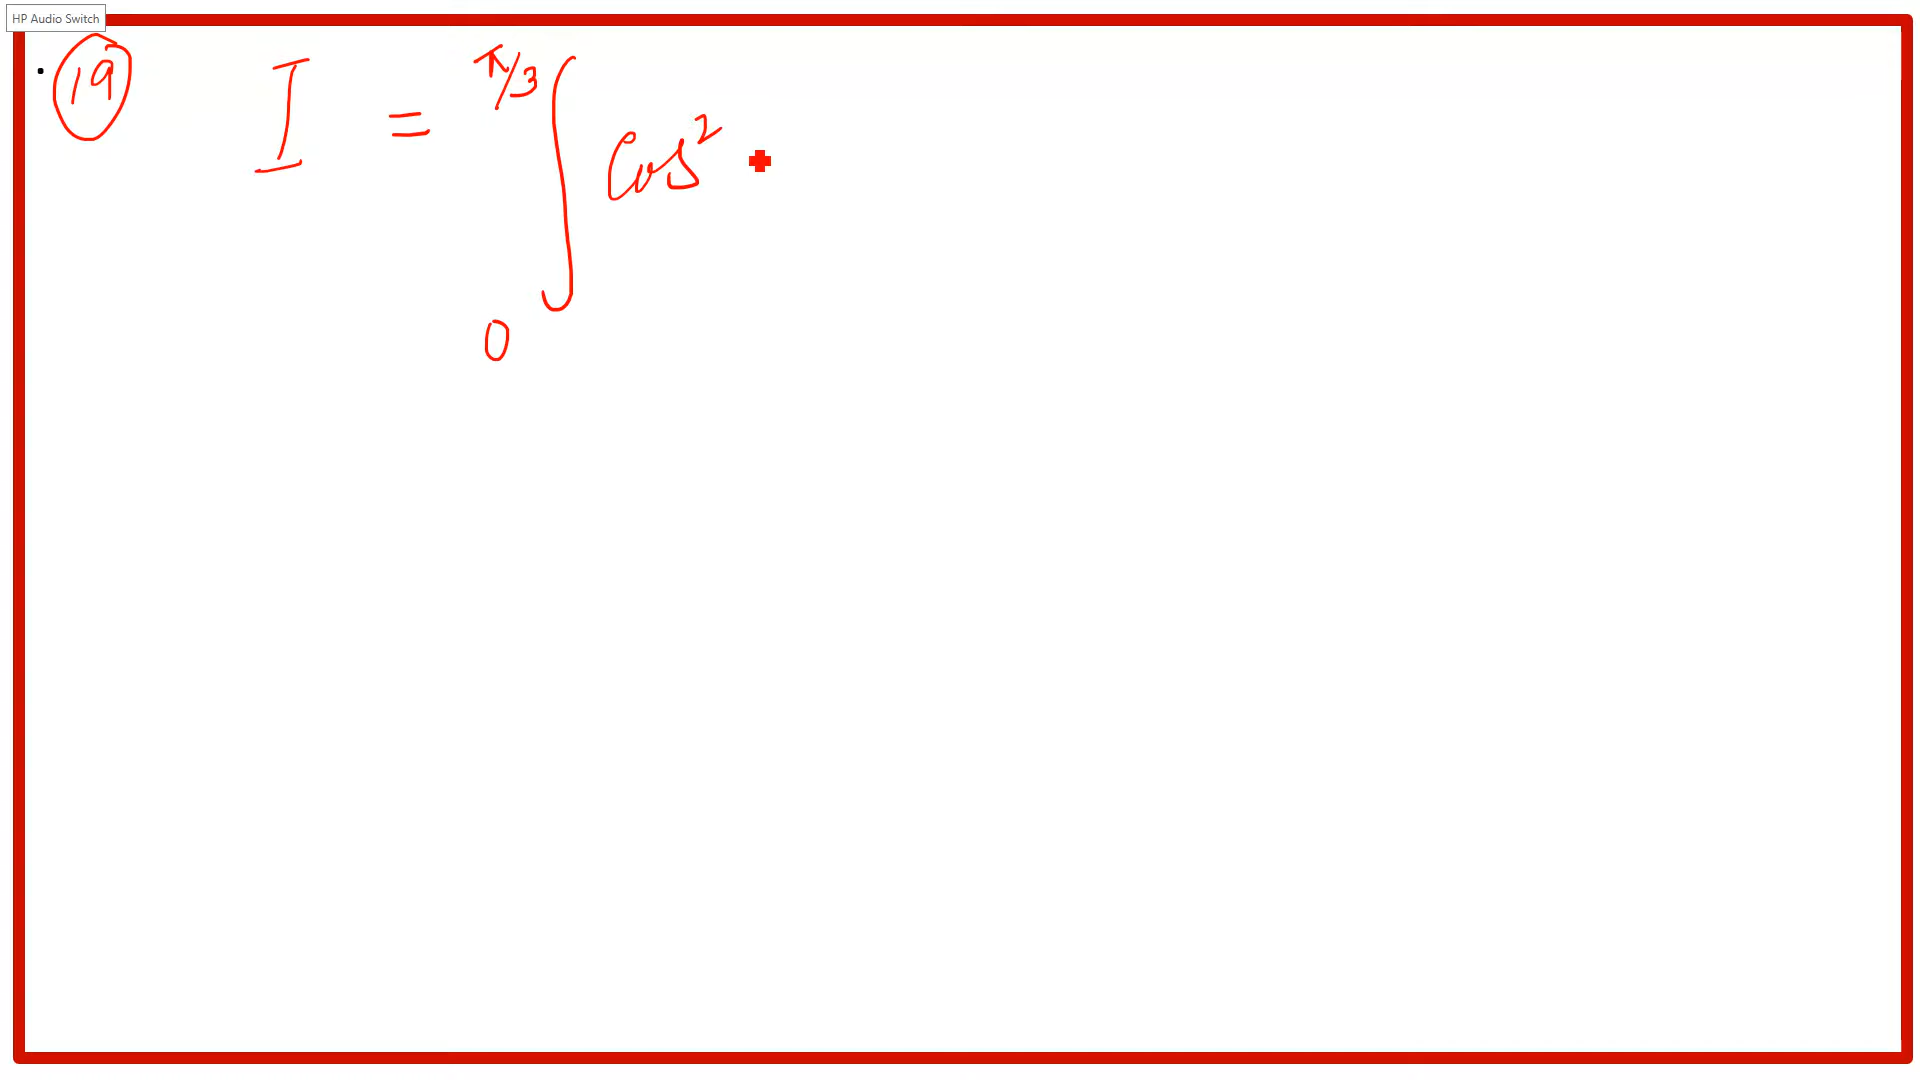 HP Audio Switch
. 19 I = π/3 ∫ 0 Cos²